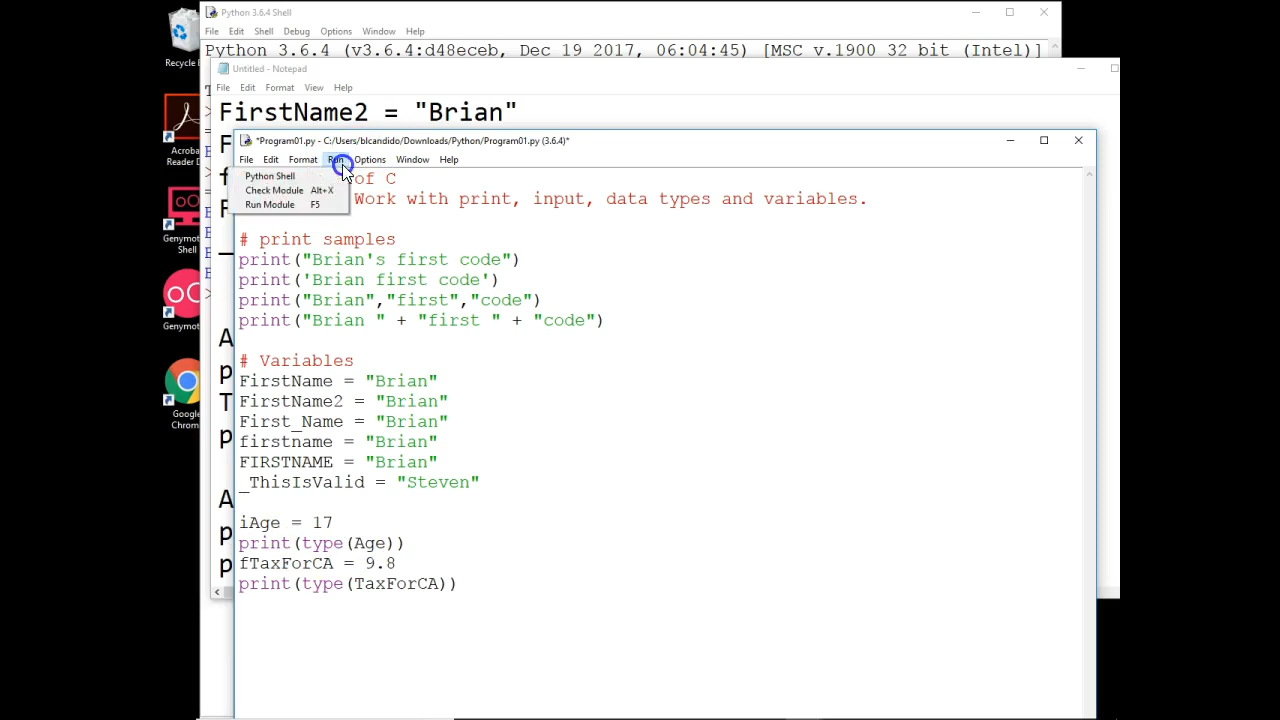 Python 3.6.4 Shell
File Edit Shell Debug Options Window Help
Python 3.6.4 (v3.6.4:d48eceb, Dec 19 2017, 06:04:45) [MSC v.1900 32 bit (Intel)]
Untitled - Notepad
File Edit Format View Help
FirstName2 = "Brian"
*Program01.py - C:/Users/blcandido/Downloads/Python/Program01.py (3.6.4)*
File Edit Format Run Options Window Help
Python Shell
Check Module Alt+X
Run Module F5
of C
Work with print, input, data types and variables.
# print samples
print("Brian's first code")
print('Brian first code')
print("Brian","first","code")
print("Brian " + "first " + "code")
# Variables
FirstName = "Brian"
FirstName2 = "Brian"
First_Name = "Brian"
firstname = "Brian"
FIRSTNAME = "Brian"
_ThisIsValid = "Steven"
iAge = 17
print(type(Age))
fTaxForCA = 9.8
print(type(TaxForCA))
Recycle
Acroba
Reader D
Genymot
Shell
Genymot
Google
Chrom